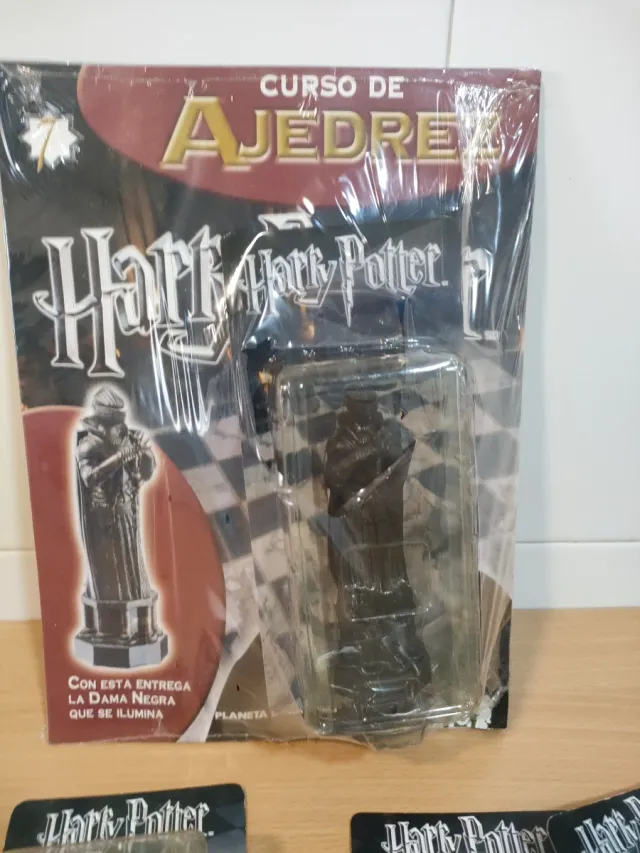 7
CURSO DE
AJEDREZ
Harry
Harry Potter
CON ESTA ENTREGA
LA DAMA NEGRA
QUE SE ILUMINA
PLANETA
Harry Potter
Harry Potter
Harry